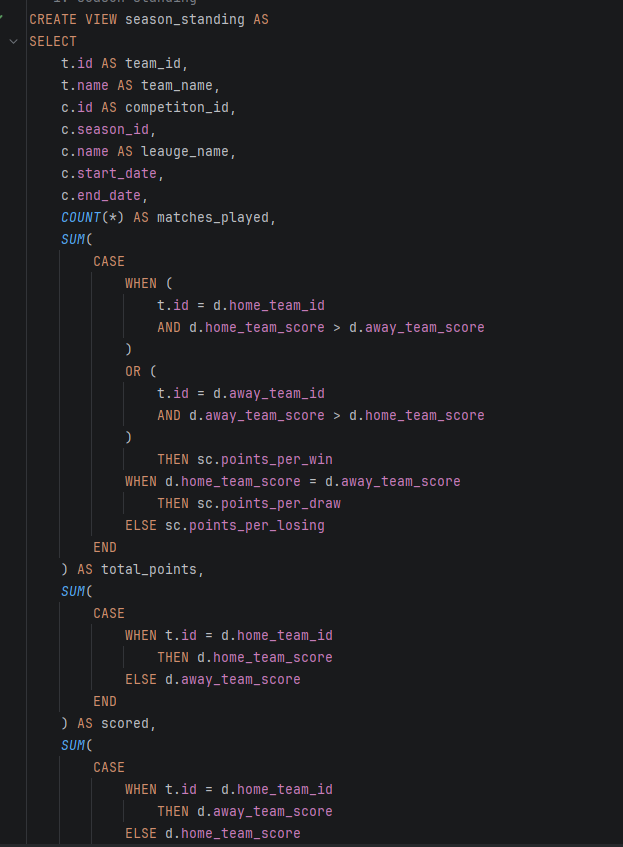 1. season standing
CREATE VIEW season_standing AS
SELECT
t.id AS team_id,
t.name AS team_name,
c.id AS competiton_id,
c.season_id,
c.name AS leauge_name,
c.start_date,
c.end_date,
COUNT(*) AS matches_played,
SUM(
CASE
WHEN (
t.id = d.home_team_id
AND d.home_team_score > d.away_team_score
)
OR (
t.id = d.away_team_id
AND d.away_team_score > d.home_team_score
)
THEN sc.points_per_win
WHEN d.home_team_score = d.away_team_score
THEN sc.points_per_draw
ELSE sc.points_per_losing
END
) AS total_points,
SUM(
CASE
WHEN t.id = d.home_team_id
THEN d.home_team_score
ELSE d.away_team_score
END
) AS scored,
SUM(
CASE
WHEN t.id = d.home_team_id
THEN d.away_team_score
ELSE d.home_team_score